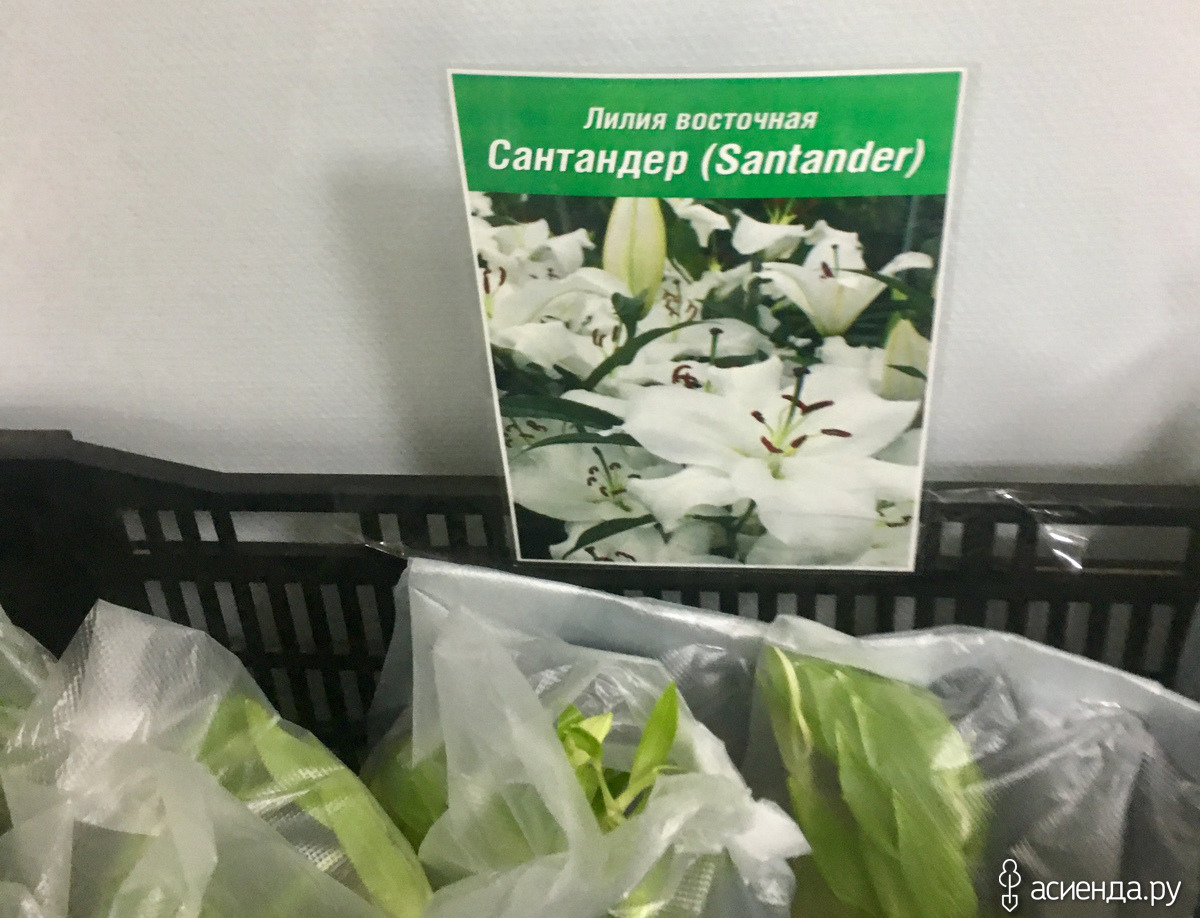 Лилия восточная
Сантандер (Santander)
асиенда.ру